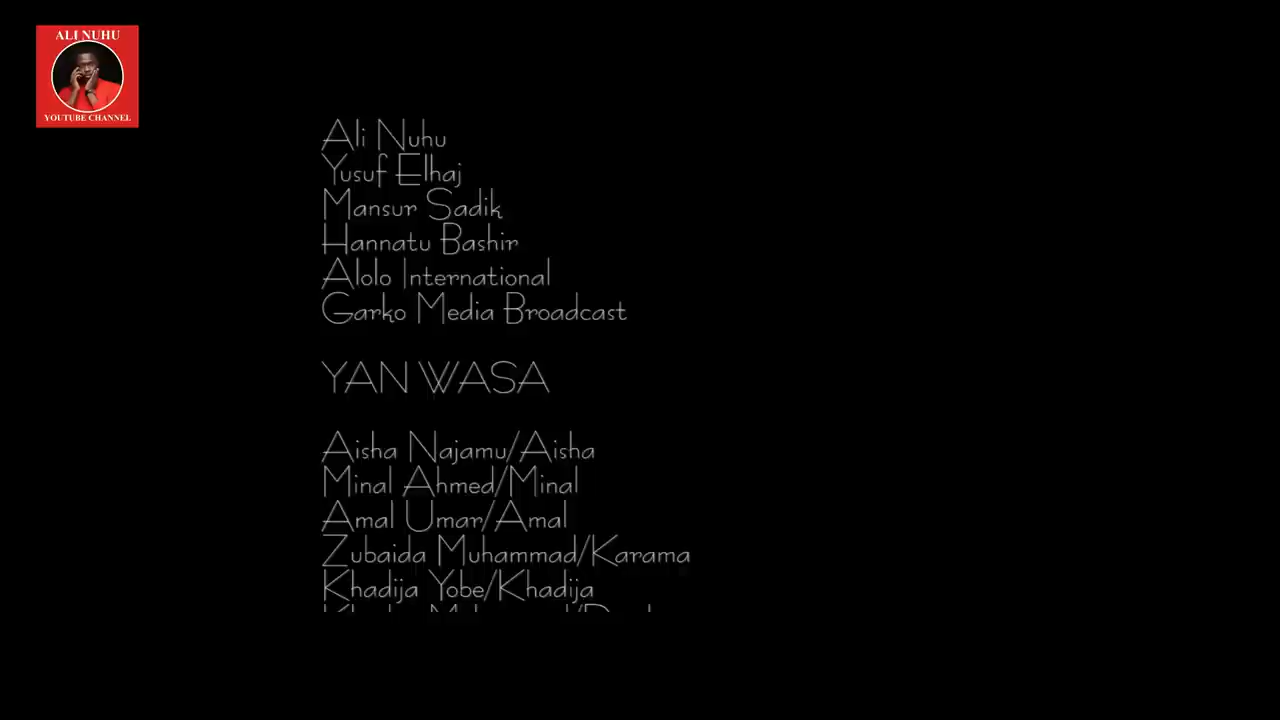 ALI NUHU
YOUTUBE CHANNEL
Ali Nuhu
Yusuf Elhaj
Mansur Sadik
Hannatu Bashir
Alolo International
Garko Media Broadcast
YAN WASA
Aisha Najamu/Aisha
Minal Ahmed/Minal
Amal Umar/Amal
Zubaida Muhammad/Karama
Khadija Yobe/Khadija